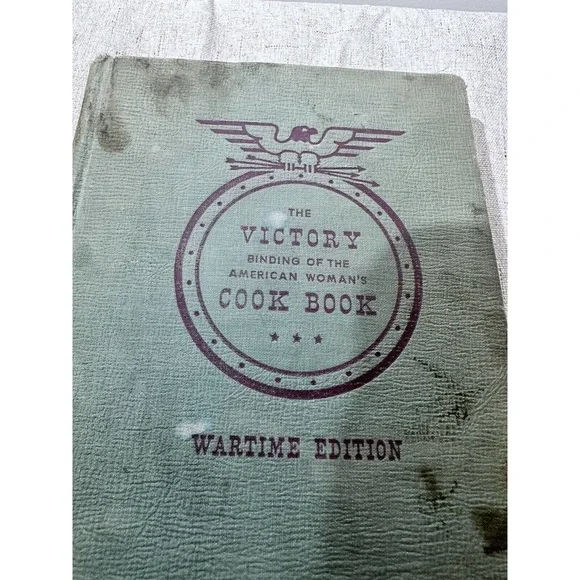 THE
VICTORY
BINDING OF THE
AMERICAN WOMAN'S
COOK BOOK
WARTIME EDITION